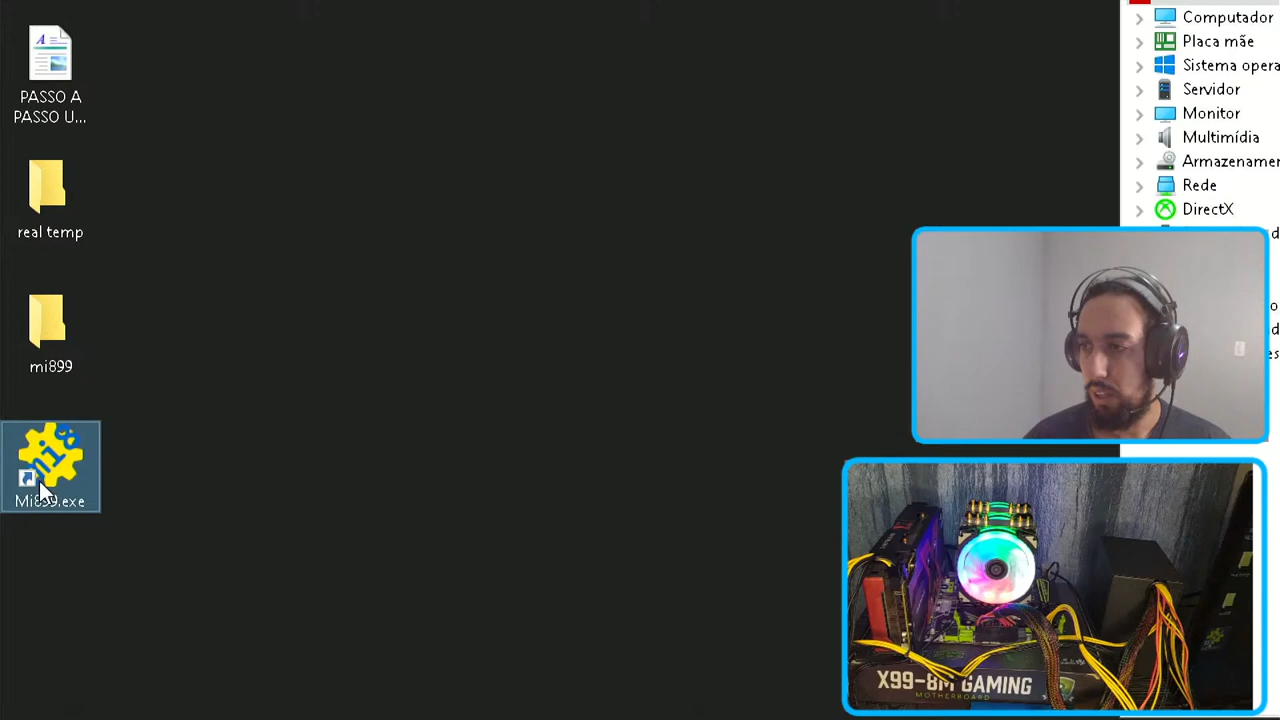 PASSO A
PASSO U...
real temp
mi899
Mi899.exe
Computador
Placa mãe
Sistema opera
Servidor
Monitor
Multimídia
Armazenamer
Rede
DirectX
X99-8M GAMING
MOTHERBOARD